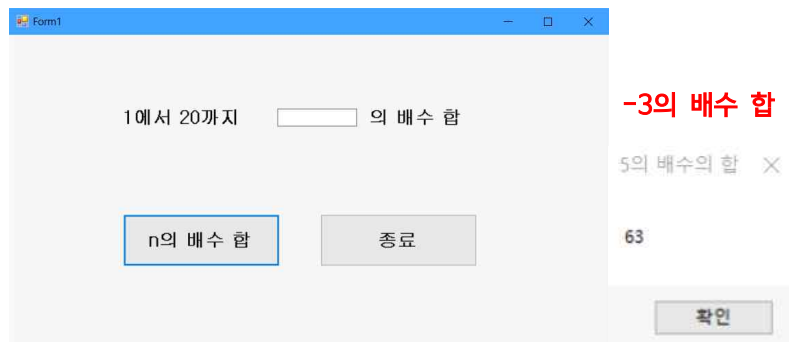 Form1
1에서 20까지 의 배수 합
n의 배수 합
종료
-3의 배수 합
5의 배수의 합
63
확인